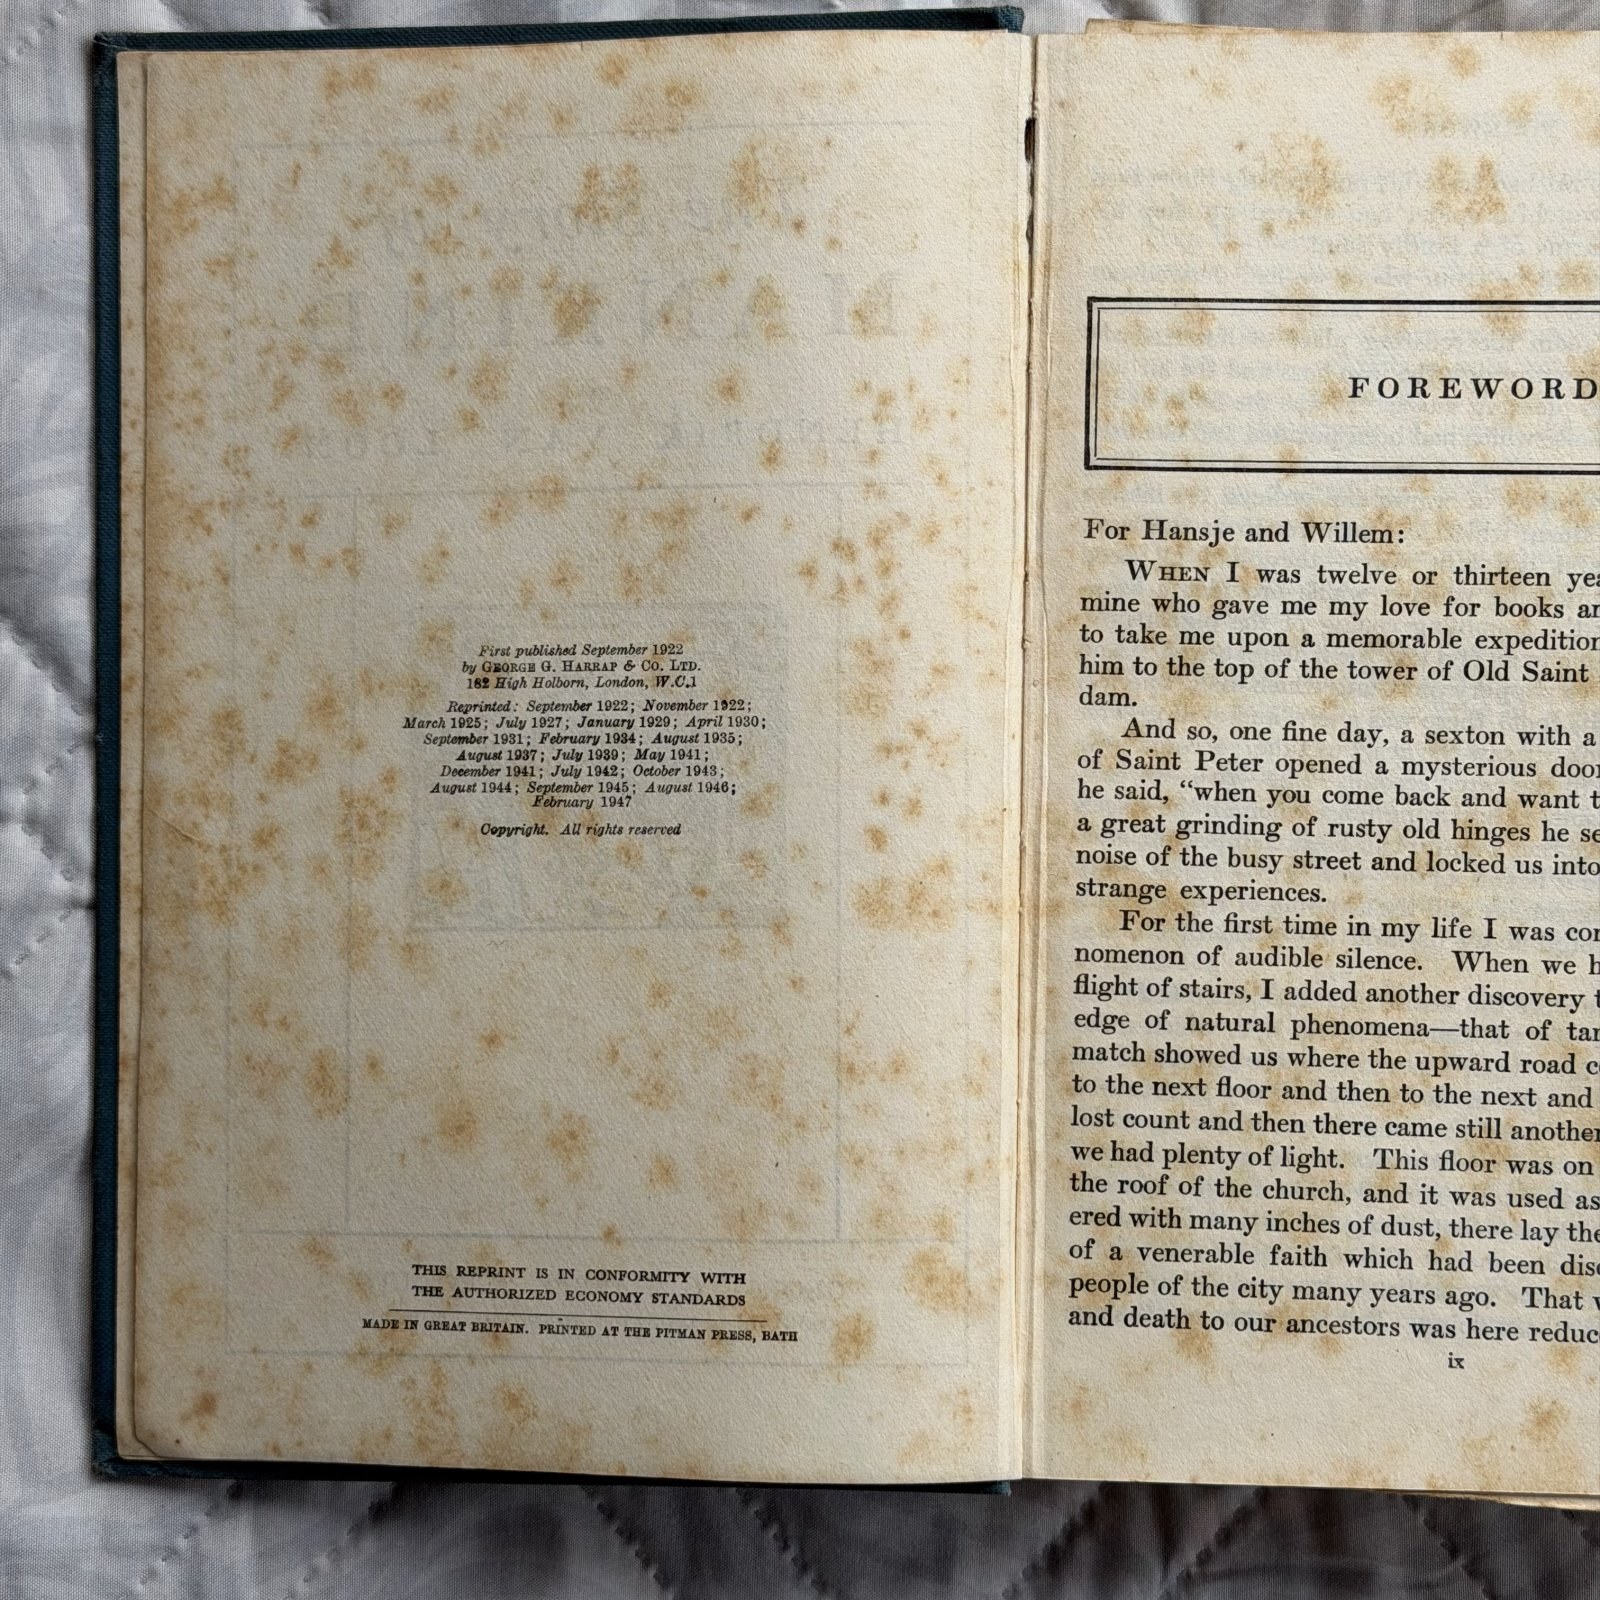 First published September 1922
by GEORGE G. HARRAP & CO. LTD.
182 High Holborn, London, W.C.1
Reprinted: September 1922; November 1922;
March 1925; July 1927; January 1929; April 1930;
September 1931; February 1934; August 1935;
August 1937; July 1939; May 1941;
December 1941; July 1942; October 1943;
August 1944; September 1945; August 1946;
February 1947
Copyright. All rights reserved
THIS REPRINT IS IN CONFORMITY WITH
THE AUTHORIZED ECONOMY STANDARDS
MADE IN GREAT BRITAIN. PRINTED AT THE PITMAN PRESS, BATH
FOREWORD
For Hansje and Willem:
WHEN I was twelve or thirteen yea
mine who gave me my love for books an
to take me upon a memorable expedition
him to the top of the tower of Old Saint
dam.
And so, one fine day, a sexton with a
of Saint Peter opened a mysterious door
he said, “when you come back and want t
a great grinding of rusty old hinges he se
noise of the busy street and locked us into
strange experiences.
For the first time in my life I was con
nomenon of audible silence. When we h
flight of stairs, I added another discovery t
edge of natural phenomena—that of tan
match showed us where the upward road c
to the next floor and then to the next and
lost count and then there came still another
we had plenty of light. This floor was on
the roof of the church, and it was used as
ered with many inches of dust, there lay the
of a venerable faith which had been disc
people of the city many years ago. That w
and death to our ancestors was here reduc
ix